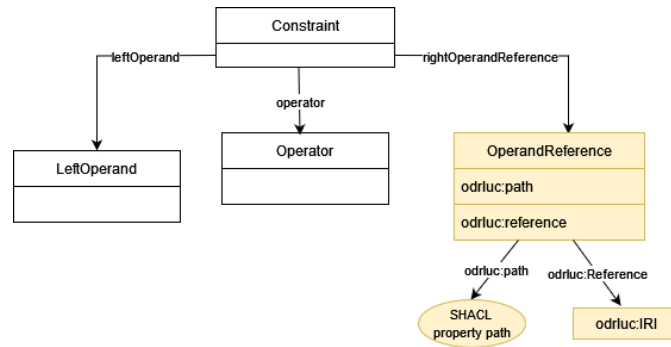 Constraint
leftOperand
rightOperandReference
operator
LeftOperand
Operator
OperandReference
odrluc:path
odrluc:reference
odrluc:path
odrluc:Reference
SHACL
property path
odrluc:IRI